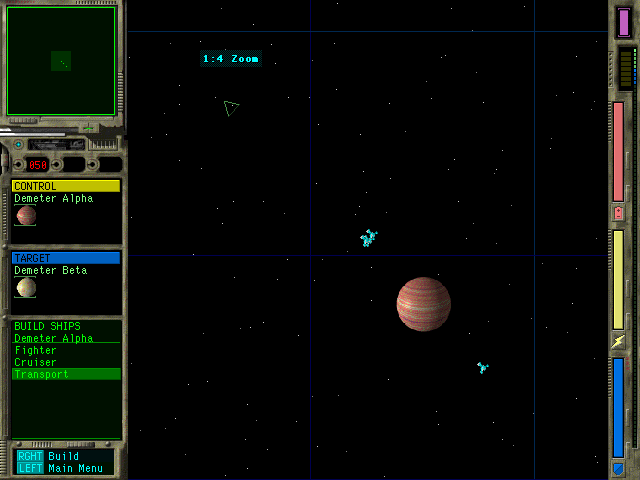 1:4 Zoom
050
CONTROL
Demeter Alpha
TARGET
Demeter Beta
BUILD SHIPS
Demeter Alpha
Fighter
Cruiser
Transport
RGHT Build
LEFT Main Menu